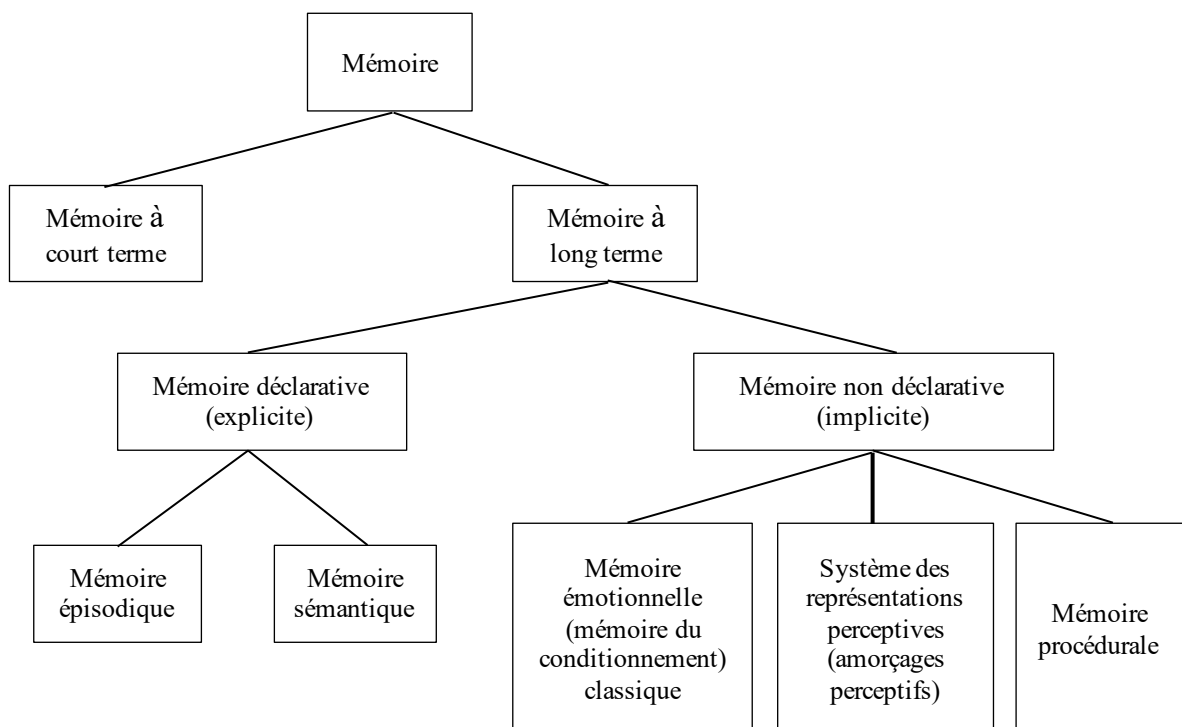 Mémoire
Mémoire à
court terme
Mémoire à
long terme
Mémoire déclarative
(explicite)
Mémoire non déclarative
(implicite)
Mémoire
épisodique
Mémoire
sémantique
Mémoire
émotionnelle
(mémoire du
conditionnement)
classique
Système des
représentations
perceptives
(amorçages
perceptifs)
Mémoire
procédurale